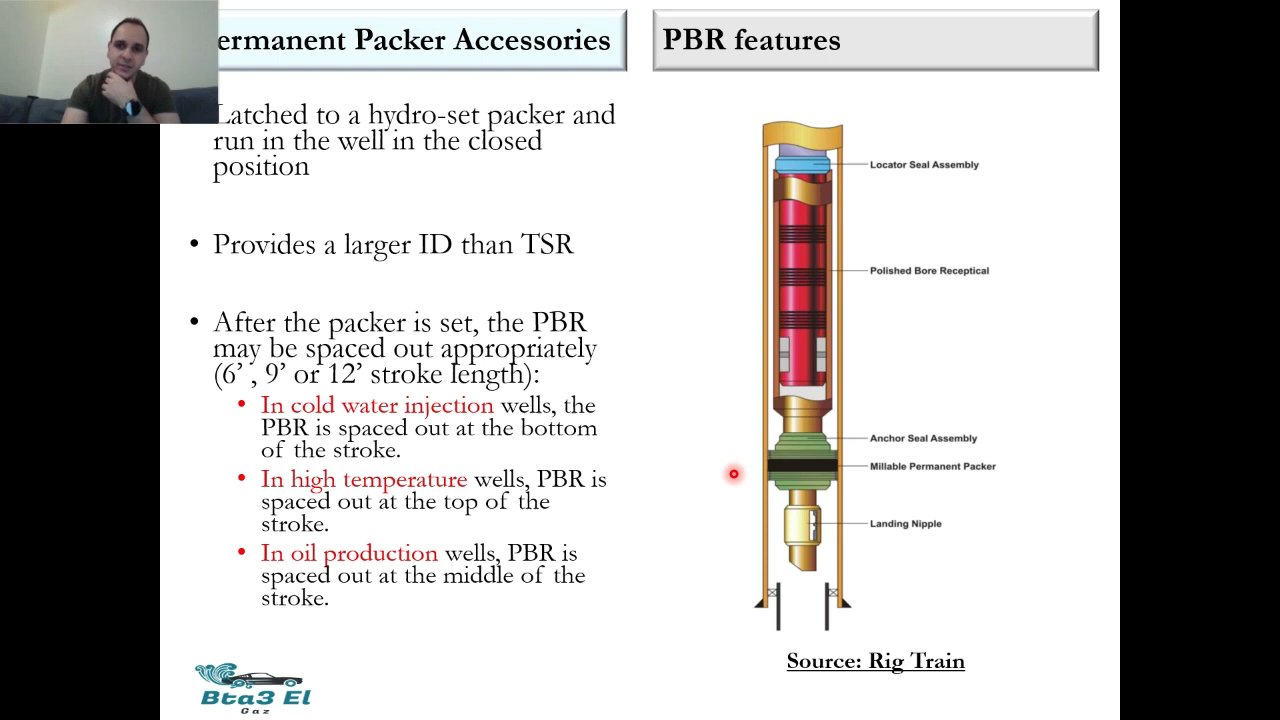 ermanent Packer Accessories
PBR features
Latched to a hydro-set packer and
run in the well in the closed
position
• Provides a larger ID than TSR
• After the packer is set, the PBR
may be spaced out appropriately
(6’ , 9’ or 12’ stroke length):
• In cold water injection wells, the
PBR is spaced out at the bottom
of the stroke.
• In high temperature wells, PBR is
spaced out at the top of the
stroke.
• In oil production wells, PBR is
spaced out at the middle of the
stroke.
Locator Seal Assembly
Polished Bore Receptical
Anchor Seal Assembly
Millable Permanent Packer
Landing Nipple
Source: Rig Train
Bta3 El
Gaz